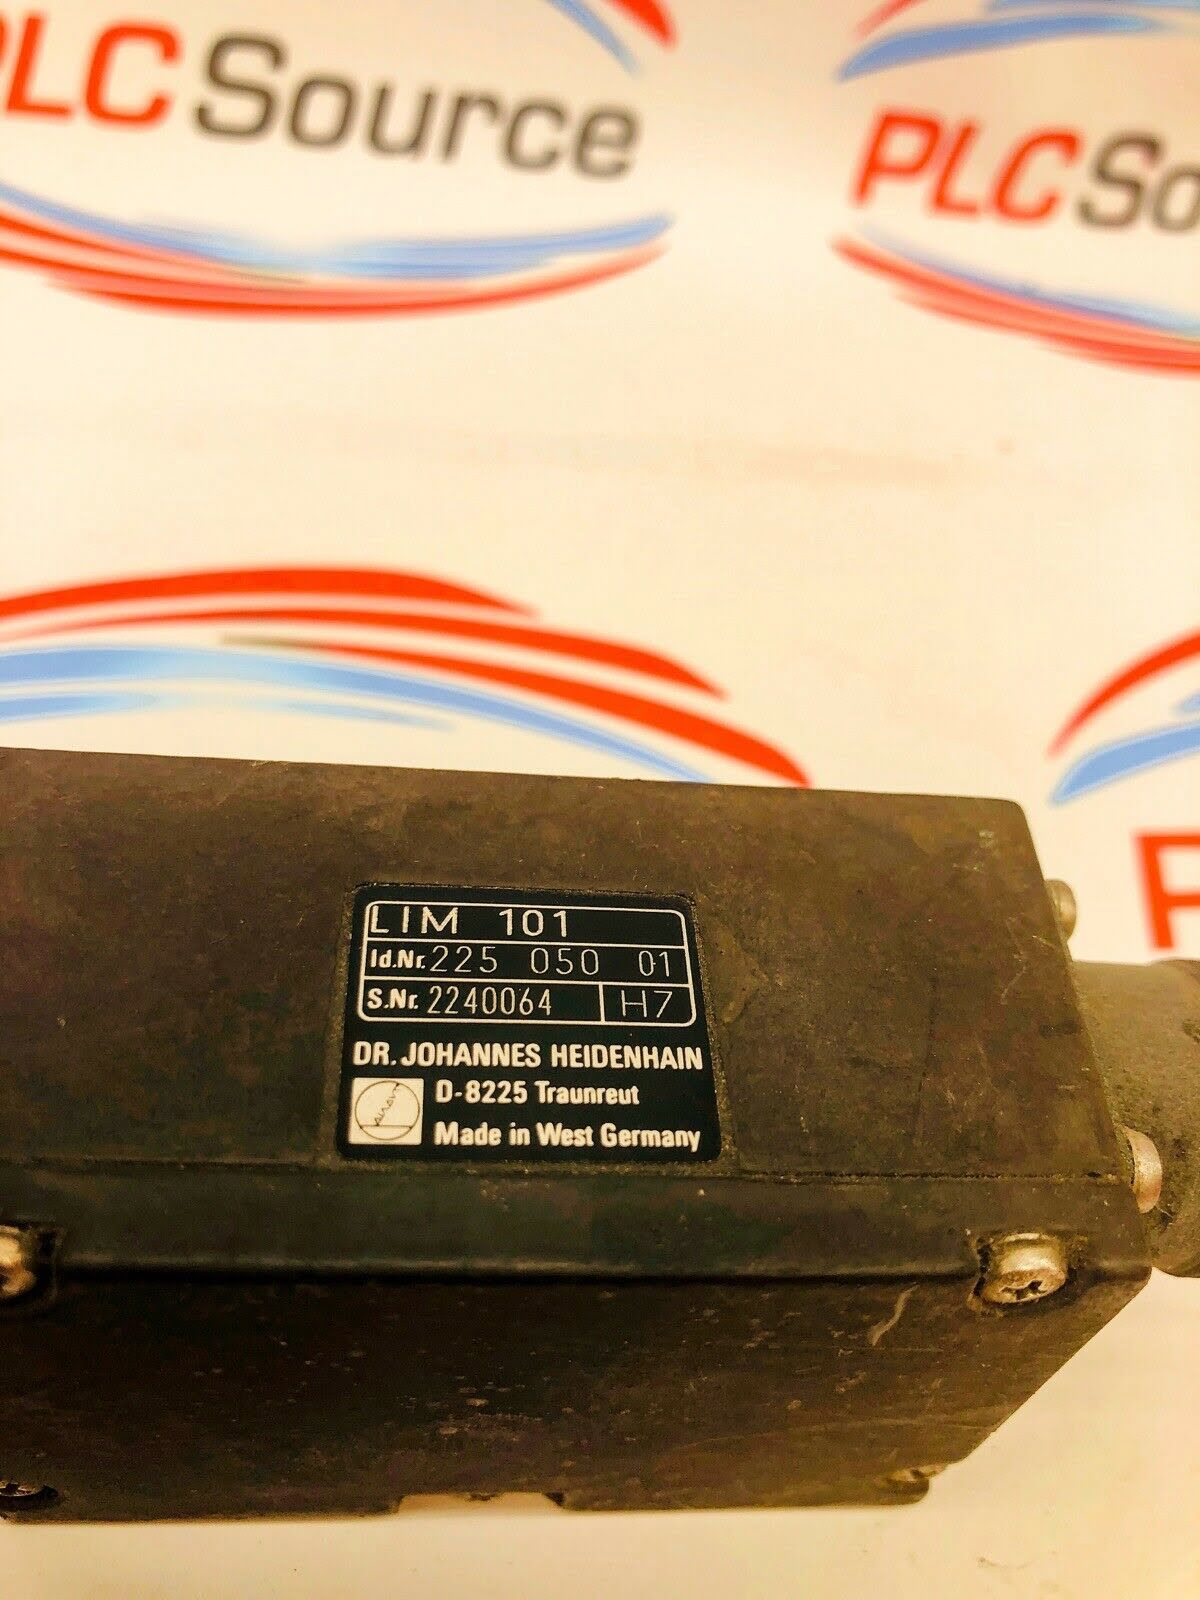 PLC Source
PLC So
P
LIM 101
Id.Nr. 225 050 01
S.Nr. 2240064 H7
DR. JOHANNES HEIDENHAIN
D-8225 Traunreut
Made in West Germany